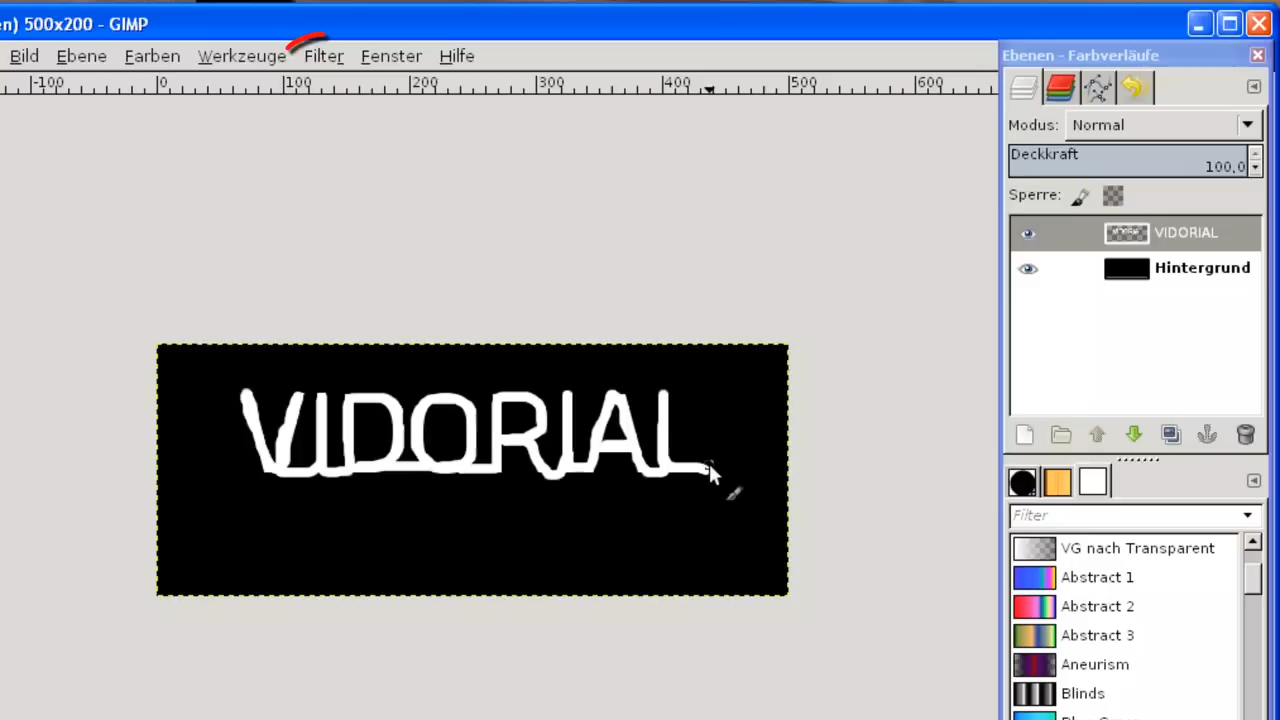 en) 500x200 - GIMP
Bild Ebene Farben Werkzeuge Filter Fenster Hilfe
-100 0 100 200 300 400 500 600
Ebenen - Farbverläufe
Modus: Normal
Deckkraft
100,0
Sperre:
VIDORIAL
Hintergrund
VIDORIAL
Filter
VG nach Transparent
Abstract 1
Abstract 2
Abstract 3
Aneurism
Blinds